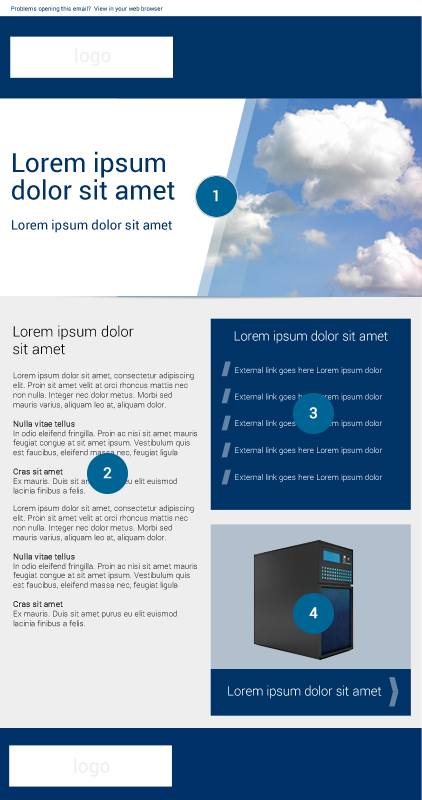 Problems opening this email? View in your web browser
logo
Lorem ipsum
dolor sit amet
1
Lorem ipsum dolor sit amet
Lorem ipsum dolor
sit amet
Lorem ipsum dolor sit amet, consectetur adipiscing
elit. Proin sit amet velit at orci rhoncus mattis nec
non nulla. Integer nec dolor metus. Morbi sed
mauris varius, aliquam leo ac, bibendum diam.
Nulla vitae tellus
In odio eleifend fringilla. Proin ac nisi sit amet mauris
feugiat congue at sit amet ipsum. Vestibulum quis
est faucibus, eleifend massa nec, feugiat ligula
Cras sit amet
2
Ex mauris. Duis sit eu elit euismod
lacinia finibus a felis.
Lorem ipsum dolor sit amet, consectetur adipiscing
elit. Proin sit amet velit at orci rhoncus mattis nec
non nulla. Integer nec dolor metus. Morbi sed
mauris varius, aliquam leo ac, bibendum diam.
Nulla vitae tellus
In odio eleifend fringilla. Proin ac nisi sit amet mauris
feugiat congue at sit amet ipsum. Vestibulum quis
est faucibus, eleifend massa nec, feugiat ligula
Cras sit amet
Ex mauris. Duis sit amet purus eu elit euismod
lacinia finibus a felis.
Lorem ipsum dolor sit amet
External link goes here Lorem ipsum dolor
External link goes here Lorem ipsum dolor
3
External link goes Lorem ipsum dolor
External link goes here Lorem ipsum dolor
External link goes here Lorem ipsum dolor
4
Lorem ipsum dolor sit amet
logo